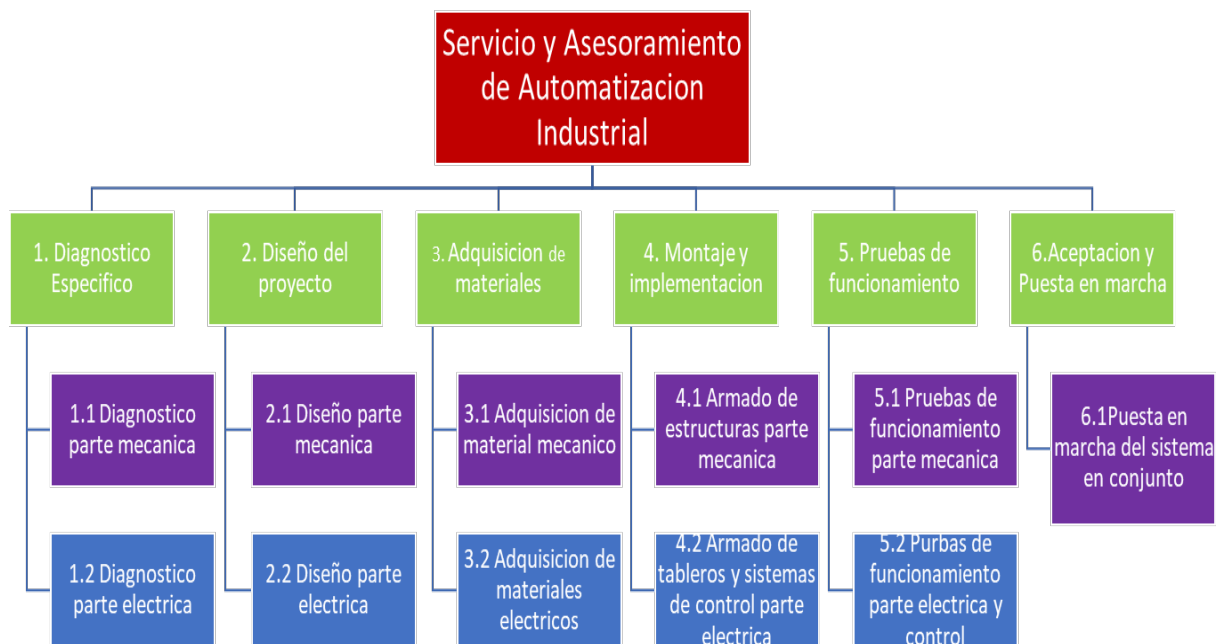 Servicio y Asesoramiento
de Automatizacion
Industrial
1. Diagnostico
Especifico
2. Diseño del
proyecto
3. Adquisicion de
materiales
4. Montaje y
implementacion
5. Pruebas de
funcionamiento
6.Aceptacion y
Puesta en marcha
1.1 Diagnostico
parte mecanica
2.1 Diseño parte
mecanica
3.1 Adquisicion de
material mecanico
4.1 Armado de
estructuras parte
mecanica
5.1 Pruebas de
funcionamiento
parte mecanica
6.1Puesta en
marcha del sistema
en conjunto
1.2 Diagnostico
parte electrica
2.2 Diseño parte
electrica
3.2 Adquisicion de
materiales
electricos
4.2 Armado de
tableros y sistemas
de control parte
electrica
5.2 Purbas de
funcionamiento
parte electrica y
control